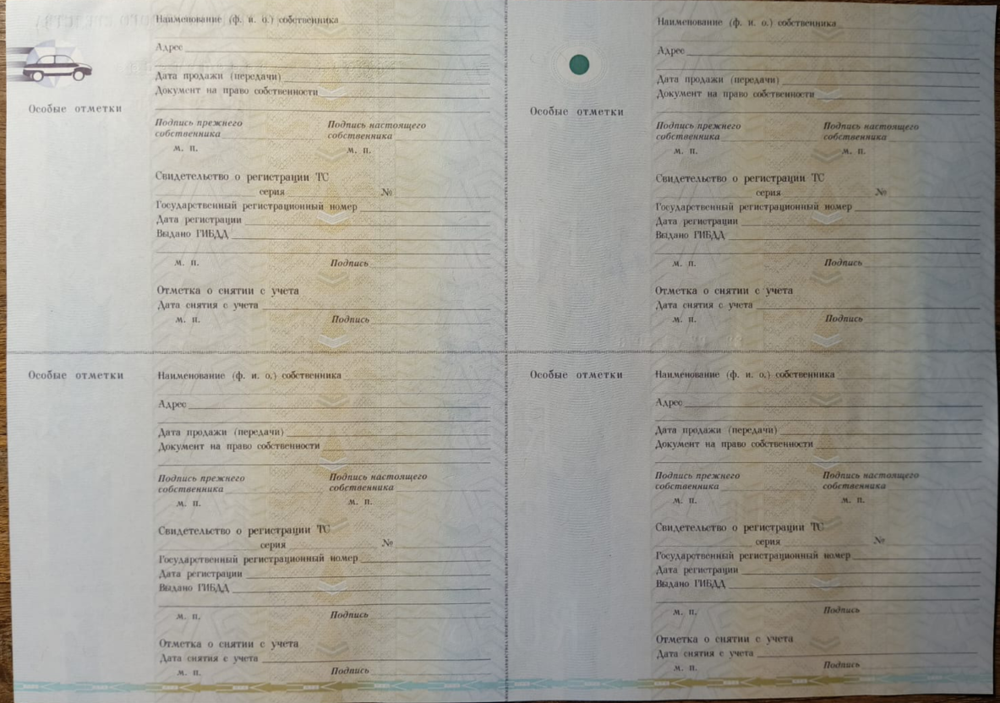 Наименование (ф. и. о.) собственника
Адрес
Дата продажи (передачи)
Документ на право собственности
Особые отметки
Подпись прежнего собственника
Подпись настоящего собственника
м. п.
м. п.
Свидетельство о регистрации ТС
серия №
Государственный регистрационный номер
Дата регистрации
Выдано ГИБДД
м. п. Подпись
Отметка о снятии с учета
Дата снятия с учета
м. п. Подпись
Наименование (ф. и. о.) собственника
Адрес
Дата продажи (передачи)
Документ на право собственности
Особые отметки
Подпись прежнего собственника
Подпись настоящего собственника
м. п.
м. п.
Свидетельство о регистрации ТС
серия №
Государственный регистрационный номер
Дата регистрации
Выдано ГИБДД
м. п. Подпись
Отметка о снятии с учета
Дата снятия с учета
м. п. Подпись
Особые отметки
Наименование (ф. и. о.) собственника
Адрес
Дата продажи (передачи)
Документ на право собственности
Подпись прежнего собственника
Подпись настоящего собственника
м. п.
м. п.
Свидетельство о регистрации ТС
серия №
Государственный регистрационный номер
Дата регистрации
Выдано ГИБДД
м. п. Подпись
Отметка о снятии с учета
Дата снятия с учета
м. п. Подпись
Особые отметки
Наименование (ф. и. о.) собственника
Адрес
Дата продажи (передачи)
Документ на право собственности
Подпись прежнего собственника
Подпись настоящего собственника
м. п.
м. п.
Свидетельство о регистрации ТС
серия №
Государственный регистрационный номер
Дата регистрации
Выдано ГИБДД
м. п. Подпись
Отметка о снятии с учета
Дата снятия с учета
м. п. Подпись